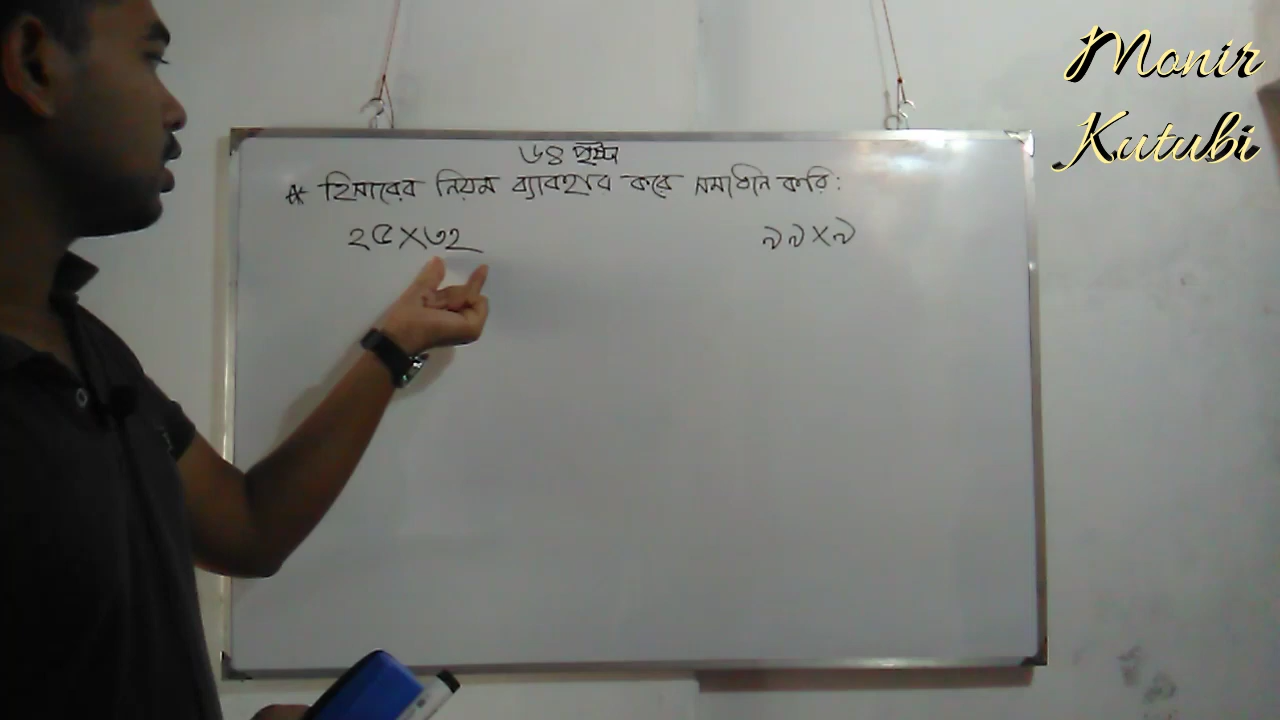 ৬৪ পৃষ্ঠা
* হিসাবের নিয়ম ব্যাবহার করে সমাধান করি:
২৫×৩২ ৯৯×৯
Monir
Kutubi